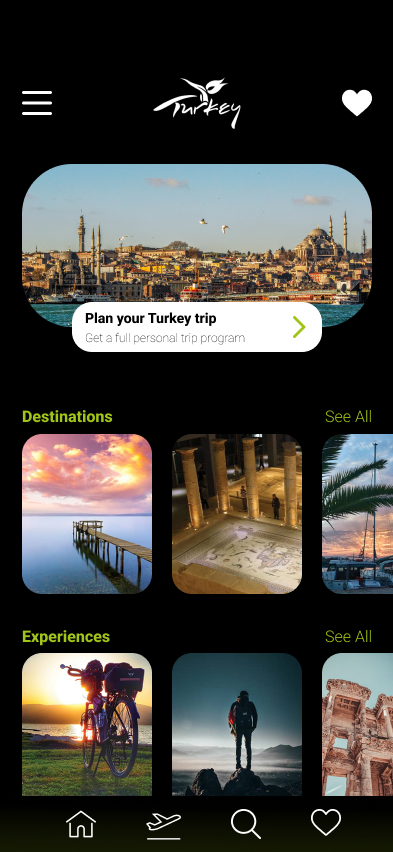 Turkey
Plan your Turkey trip
Get a full personal trip program
Destinations
See All
Experiences
See All